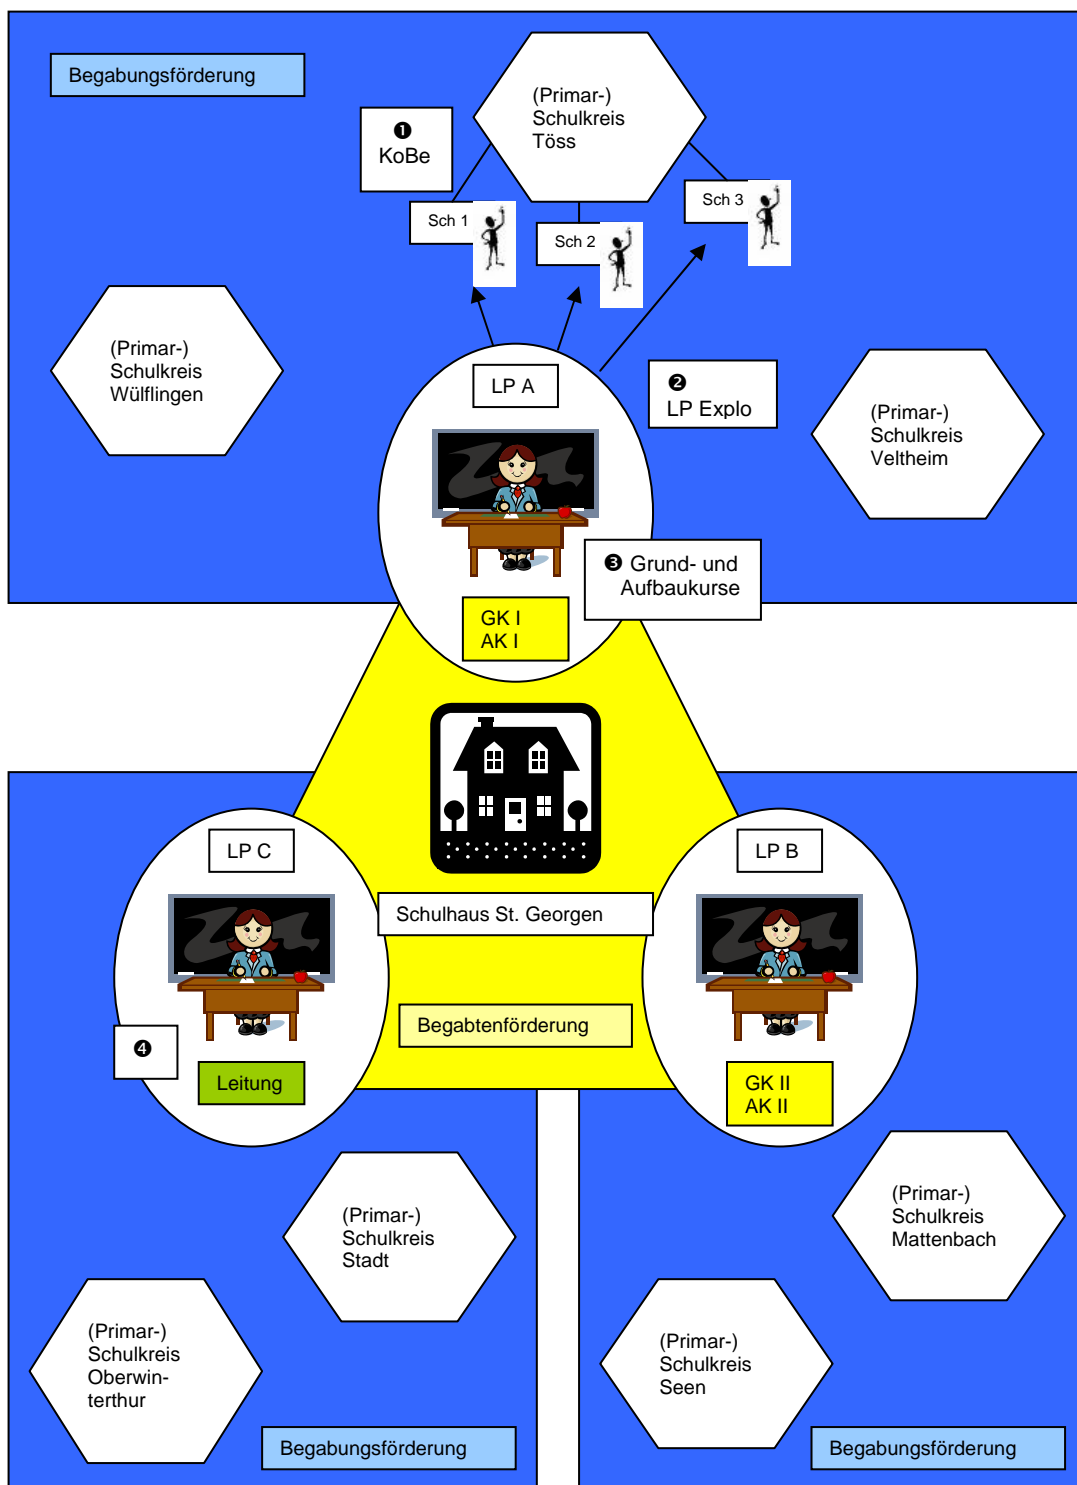 Begabungsförderung
(Primar-)
Schulkreis
Töss
❶
KoBe
Sch 1
Sch 2
Sch 3
(Primar-)
Schulkreis
Wülflingen
LP A
❷
LP Explo
(Primar-)
Schulkreis
Veltheim
❸ Grund- und
Aufbaukurse
GK I
AK I
LP C
LP B
Schulhaus St. Georgen
Begabtenförderung
❹
Leitung
GK II
AK II
(Primar-)
Schulkreis
Stadt
(Primar-)
Schulkreis
Mattenbach
(Primar-)
Schulkreis
Oberwin-
terthur
(Primar-)
Schulkreis
Seen
Begabungsförderung
Begabungsförderung